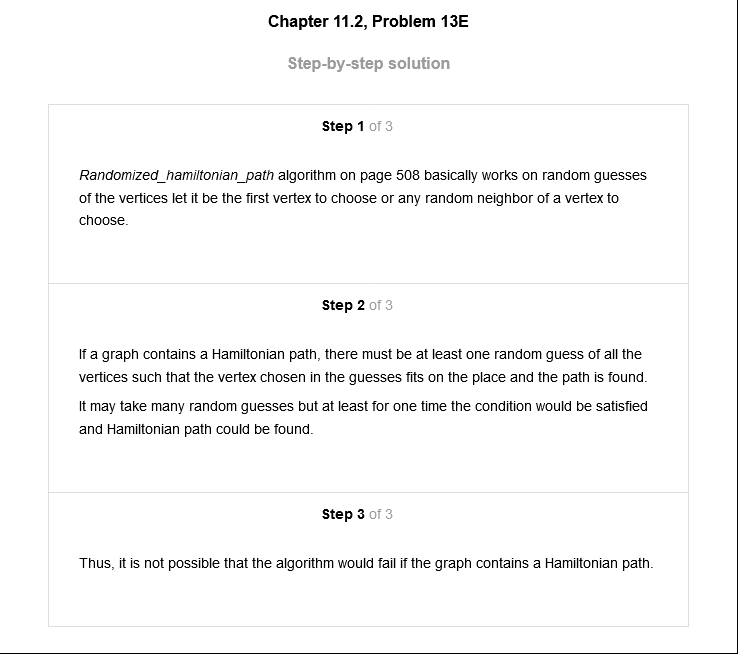 Chapter 11.2, Problem 13E
Step-by-step solution
Step 1 of 3
Randomized_hamiltonian_path algorithm on page 508 basically works on random guesses
of the vertices let it be the first vertex to choose or any random neighbor of a vertex to
choose.
Step 2 of 3
If a graph contains a Hamiltonian path, there must be at least one random guess of all the
vertices such that the vertex chosen in the guesses fits on the place and the path is found.
It may take many random guesses but at least for one time the condition would be satisfied
and Hamiltonian path could be found.
Step 3 of 3
Thus, it is not possible that the algorithm would fail if the graph contains a Hamiltonian path.